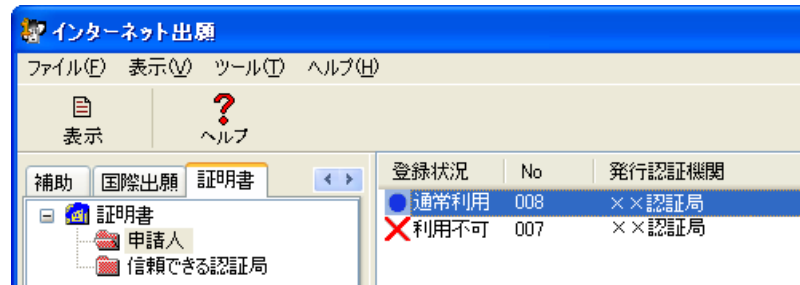 インターネット出願
ファイル(F) 表示(V) ツール(T) ヘルプ(H)
表示 ヘルプ
補助 国際出願 証明書
証明書
申請人
信頼できる認証局
登録状況 No 発行認証機関
通常利用 008 ××認証局
利用不可 007 ××認証局